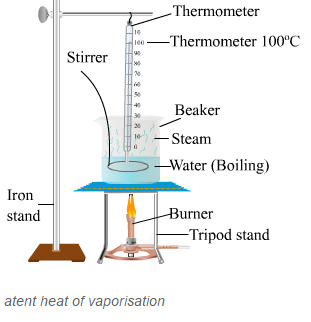 Thermometer
Thermometer 100°C
10
100
90
80
70
60
50
40
30
20
10
0
Stirrer
Beaker
Steam
Water (Boiling)
Iron
stand
Burner
Tripod stand
atent heat of vaporisation